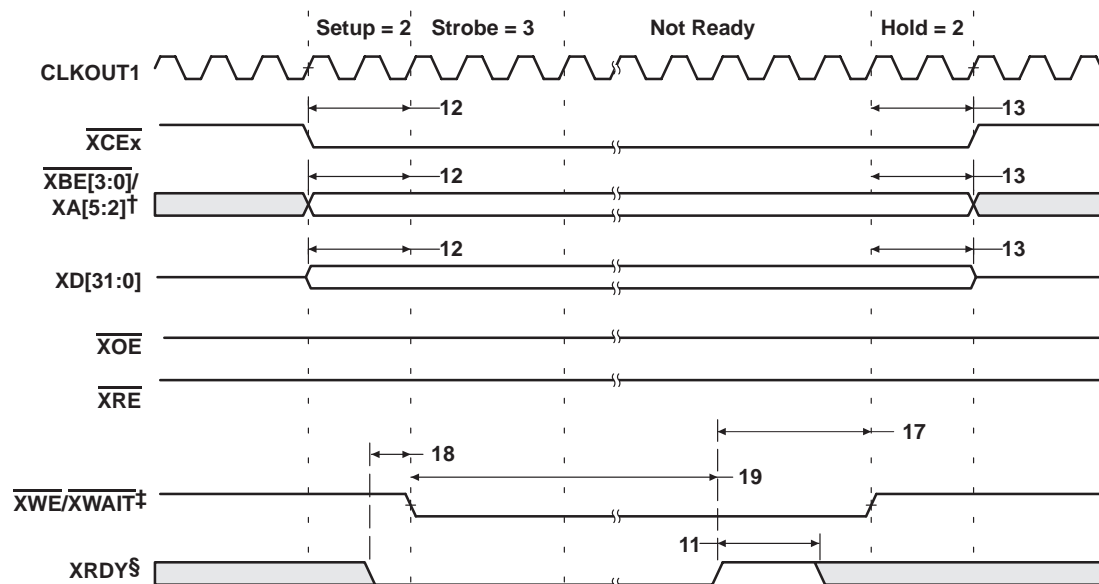 Setup = 2 Strobe = 3 Not Ready Hold = 2
CLKOUT1
12 13
XCEx
XBE[3:0]/
12 13
XA[5:2]†
12 13
XD[31:0]
XOE
XRE
17
18
19
XWE/XWAIT‡
11
XRDY§